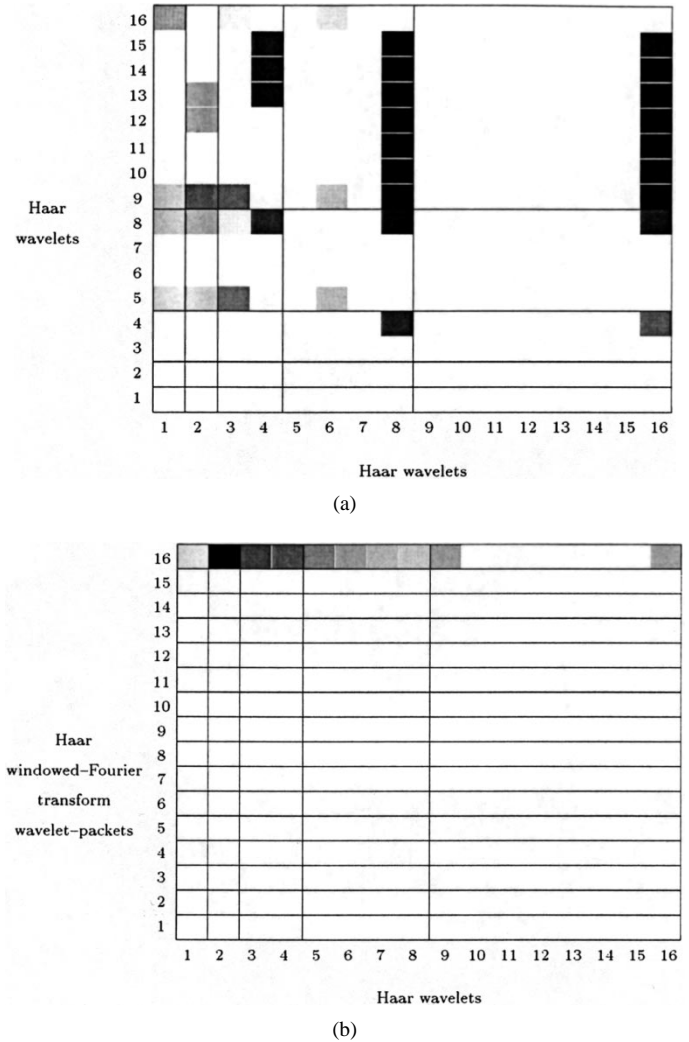 16
15
14
13
12
11
10
9
Haar
wavelets
8
7
6
5
4
3
2
1
1 2 3 4 5 6 7 8 9 10 11 12 13 14 15 16
Haar wavelets
(a)
16
15
14
13
12
11
10
9
Haar
windowed–Fourier
transform
wavelet–packets
8
7
6
5
4
3
2
1
1 2 3 4 5 6 7 8 9 10 11 12 13 14 15 16
Haar wavelets
(b)